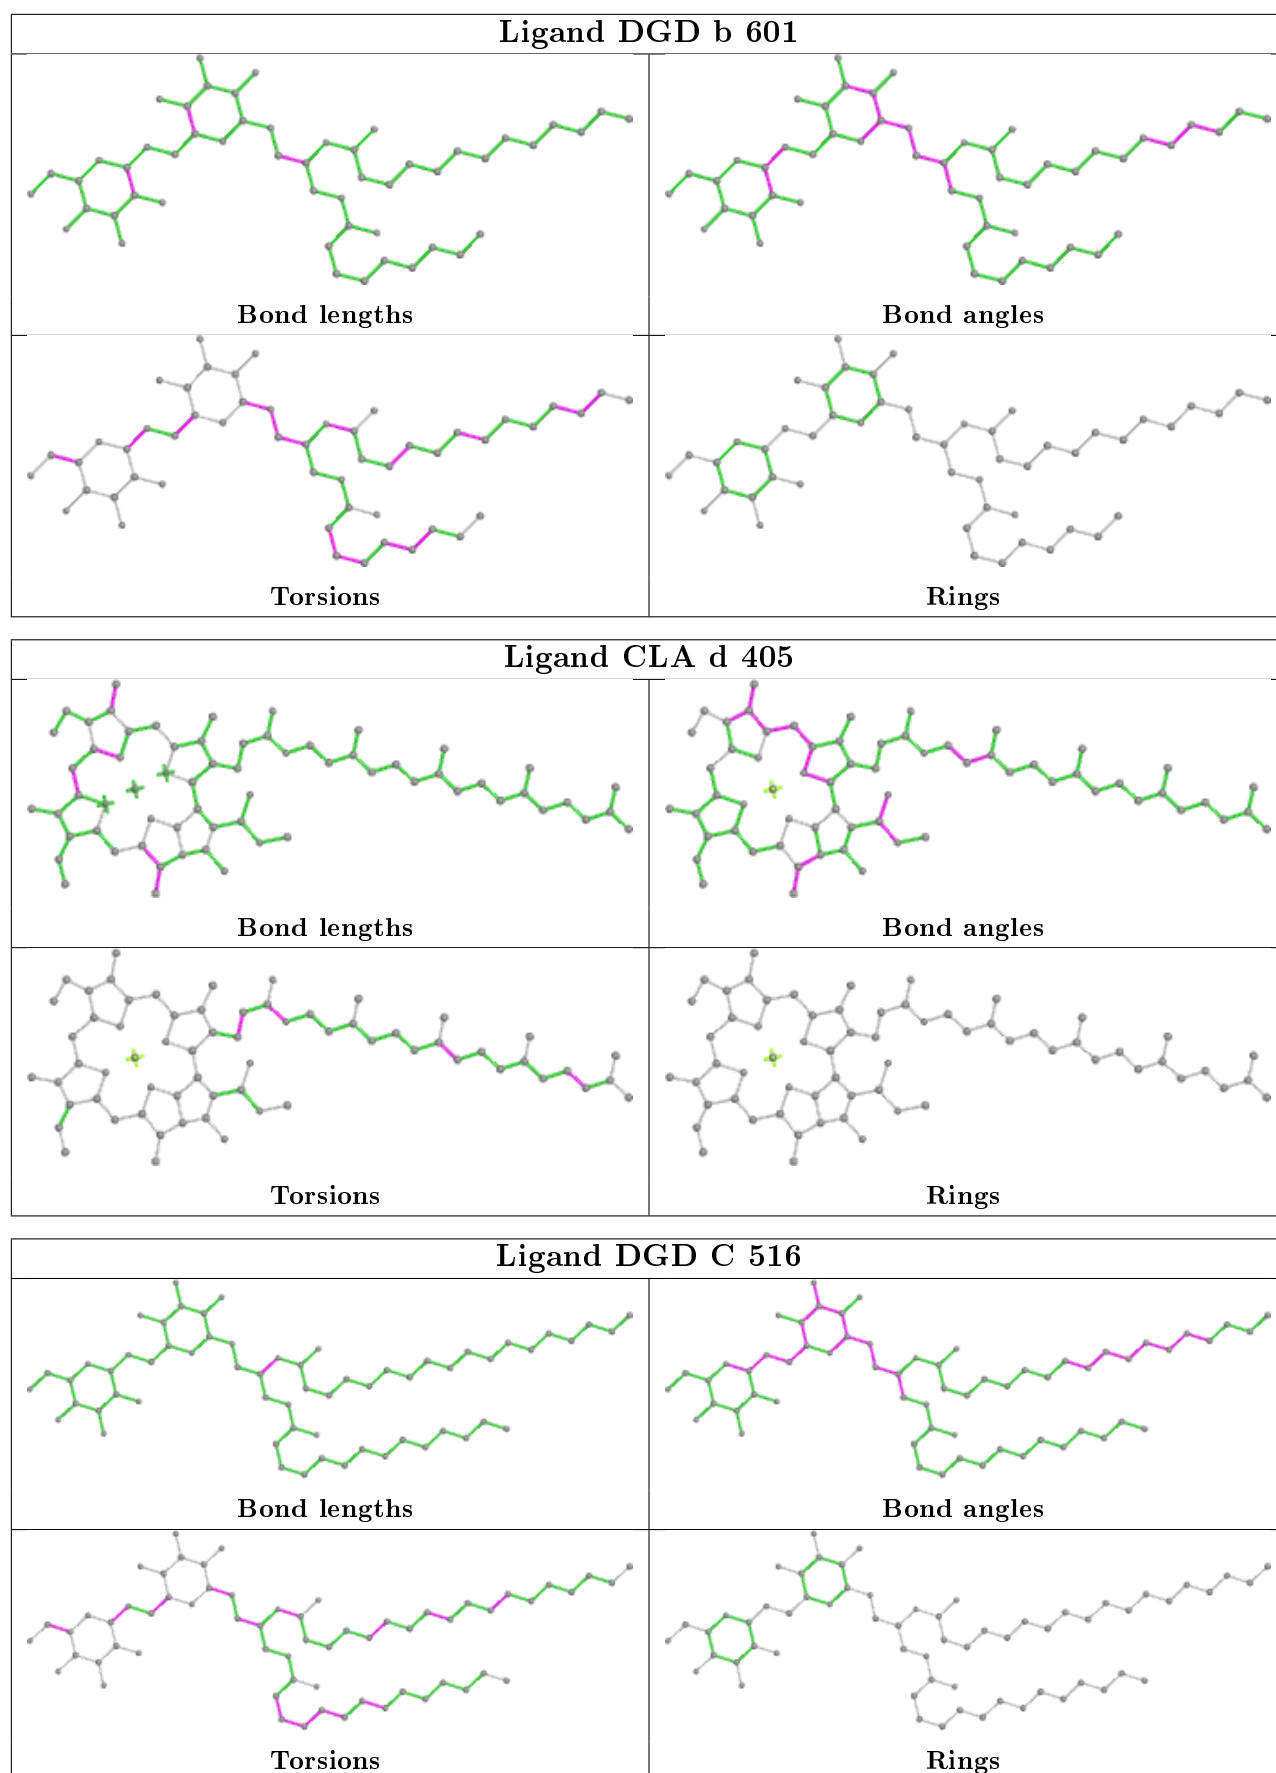 Ligand DGD b 601
Bond lengths
Bond angles
Torsions
Rings
Ligand CLA d 405
Bond lengths
Bond angles
Torsions
Rings
Ligand DGD C 516
Bond lengths
Bond angles
Torsions
Rings